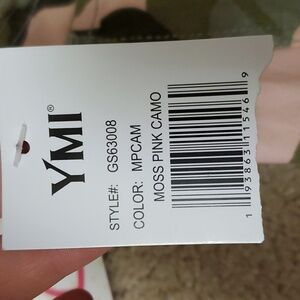 YMI®
STYLE#: GS63008
COLOR: MPCAM
MOSS PINK CAMO
1 93863 11546 9